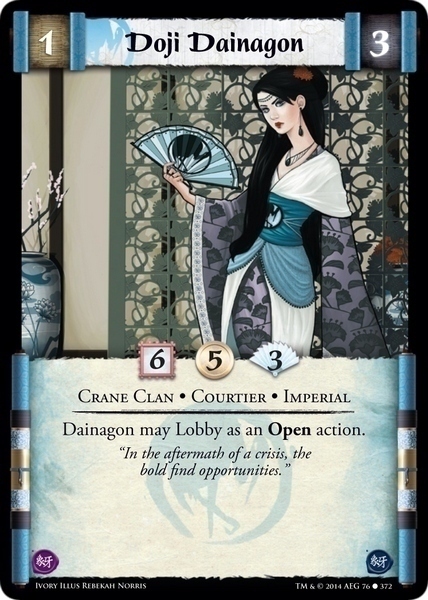 1
Doji Dainagon
3
6
5
3
Crane Clan • Courtier • Imperial
Dainagon may Lobby as an Open action.
“In the aftermath of a crisis, the
bold find opportunities.”
Ivory Illus Rebekah Norris
TM & © 2014 AEG 76 ● 372